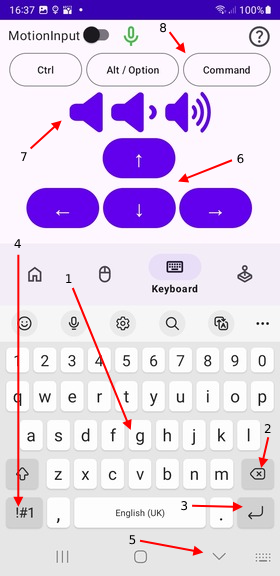 16:37 100%
8
MotionInput ?
Ctrl Alt / Option Command
7
6
↑
← ↓ →
4
1
Keyboard
1 2 3 4 5 6 7 8 9 0
q w e r t y u i o p
a s d f g h j k l
2
z x c v b n m
3
!#1 , English (UK) .
5